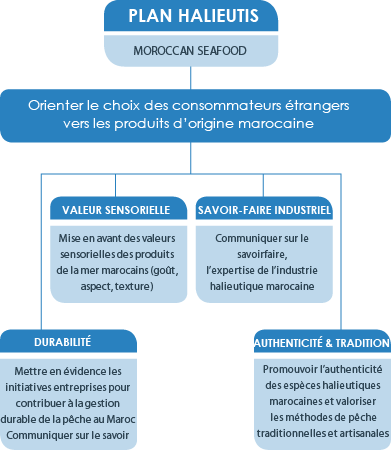 PLAN HALIEUTIS
MOROCCAN SEAFOOD
Orienter le choix des consommateurs étrangers
vers les produits d'origine marocaine
VALEUR SENSORIELLE
Mise en avant des valeurs
sensorielles des produits
de la mer marocains (goût,
aspect, texture)
SAVOIR-FAIRE INDUSTRIEL
Communiquer sur le
savoirfaire,
l'expertise de l'industrie
halieutique marocaine
DURABILITÉ
Mettre en évidence les
initiatives entreprises pour
contribuer à la gestion
durable de la pêche au Maroc
Communiquer sur le savoir
AUTHENTICITÉ & TRADITION
Promouvoir l'authenticité
des espèces halieutiques
marocaines et valoriser
les méthodes de pêche
traditionnelles et artisanales